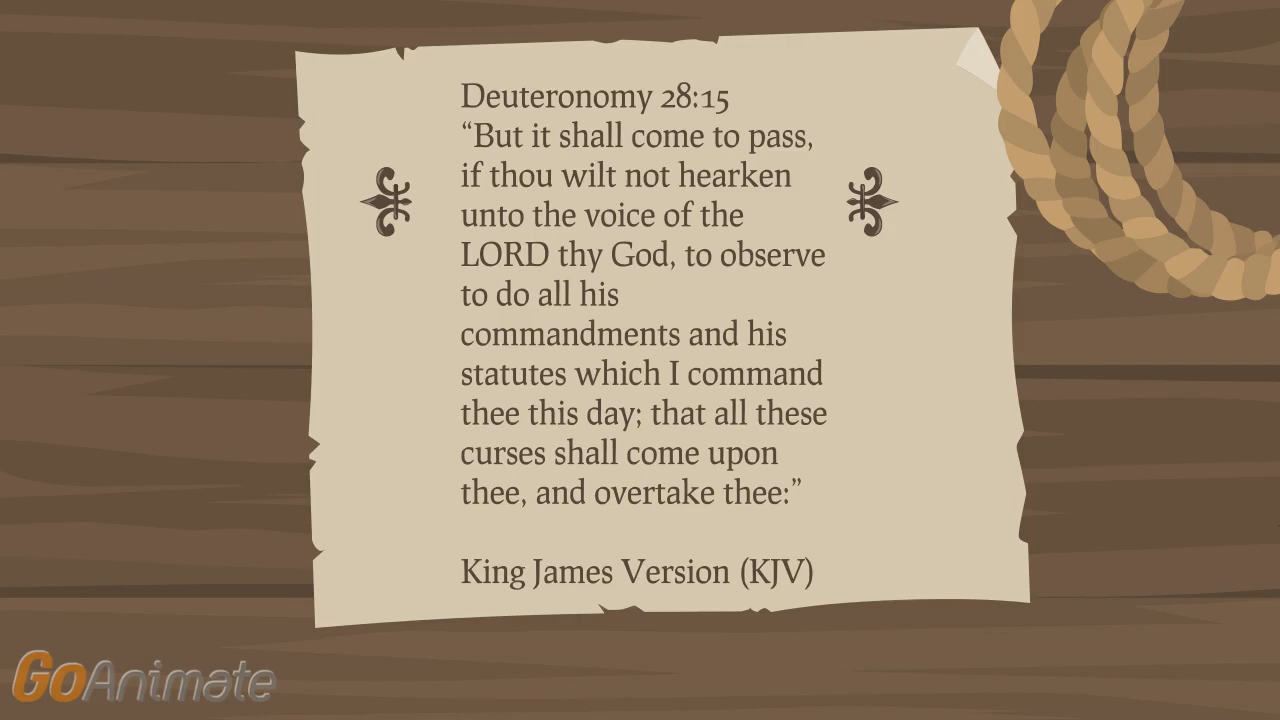 Deuteronomy 28:15
“But it shall come to pass,
if thou wilt not hearken
unto the voice of the
LORD thy God, to observe
to do all his
commandments and his
statutes which I command
thee this day; that all these
curses shall come upon
thee, and overtake thee:”
King James Version (KJV)
GoAnimate